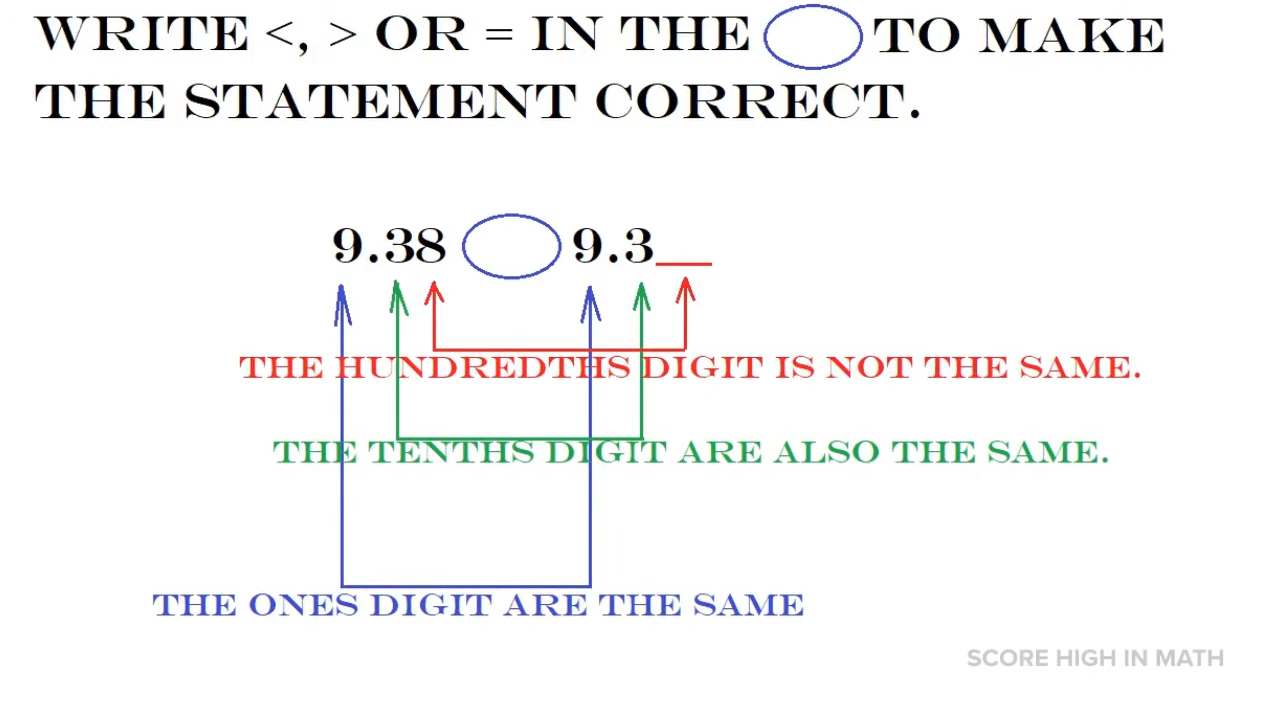 WRITE <, > OR = IN THE TO MAKE
THE STATEMENT CORRECT.
9.38 9.3__
THE HUNDREDTHS DIGIT IS NOT THE SAME.
THE TENTHS DIGIT ARE ALSO THE SAME.
THE ONES DIGIT ARE THE SAME
SCORE HIGH IN MATH